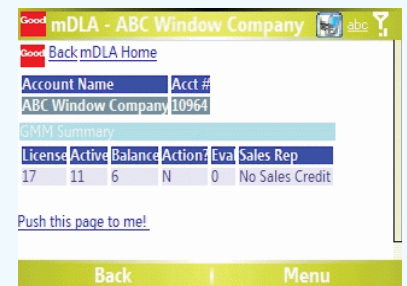 Good mDLA - ABC Window Company abc
Good Back mDLA Home
Account Name Acct #
ABC Window Company 10964
GMM Summary
License Active Balance Action? Eval Sales Rep
17 11 6 N 0 No Sales Credit
Push this page to me!
Back Menu